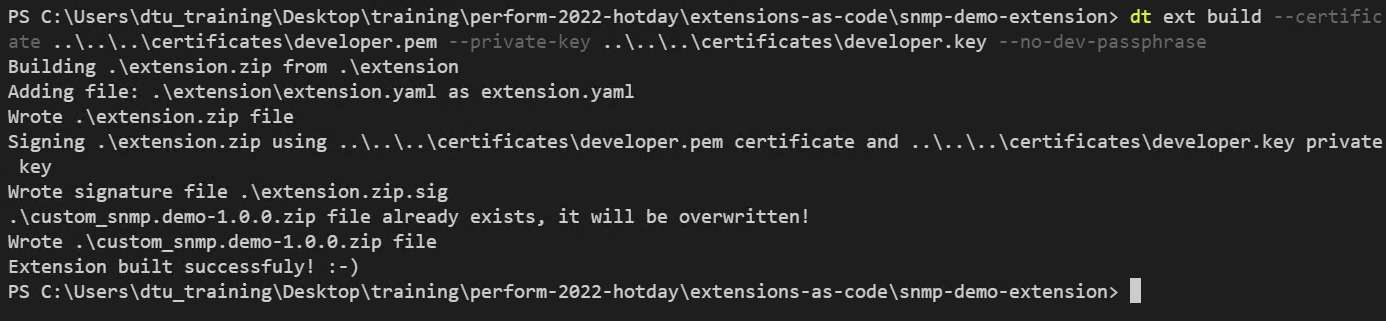 PS C:\Users\dtu_training\Desktop\training\perform-2022-hotday\extensions-as-code\snmp-demo-extension> dt ext build --certific
ate ..\..\..\certificates\developer.pem --private-key ..\..\..\certificates\developer.key --no-dev-passphrase
Building .\extension.zip from .\extension
Adding file: .\extension\extension.yaml as extension.yaml
Wrote .\extension.zip file
Signing .\extension.zip using ..\..\..\certificates\developer.pem certificate and ..\..\..\certificates\developer.key private
 key
Wrote signature file .\extension.zip.sig
.\custom_snmp.demo-1.0.0.zip file already exists, it will be overwritten!
Wrote .\custom_snmp.demo-1.0.0.zip file
Extension built successfuly! :-)
PS C:\Users\dtu_training\Desktop\training\perform-2022-hotday\extensions-as-code\snmp-demo-extension>